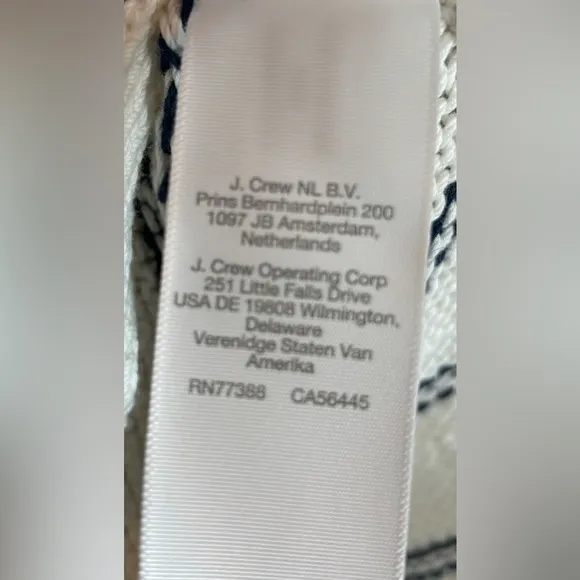 J. Crew NL B.V.
Prins Bernhardplein 200
1097 JB Amsterdam,
Netherlands
J. Crew Operating Corp
251 Little Falls Drive
USA DE 19808 Wilmington,
Delaware
Verenidge Staten Van
Amerika
RN77388 CA56445